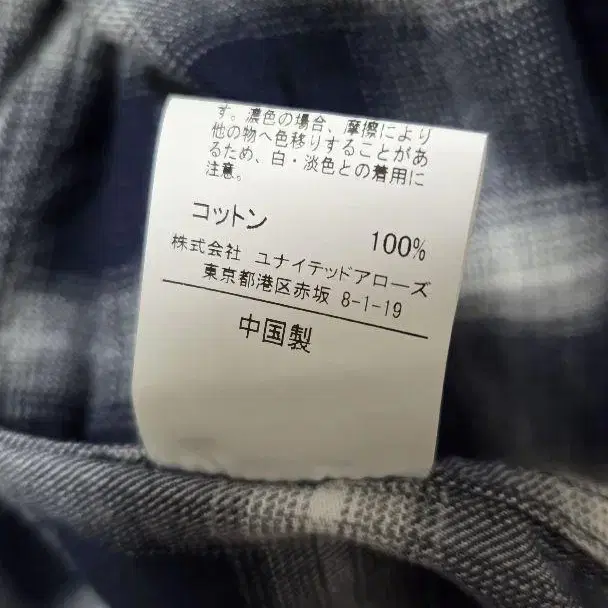 す。濃色の場合、摩擦により
他の物へ色移りすることがあ
るため、白・淡色との着用に
注意。
コットン 100%
株式会社 ユナイテッドアローズ
東京都港区赤坂 8-1-19
中国製